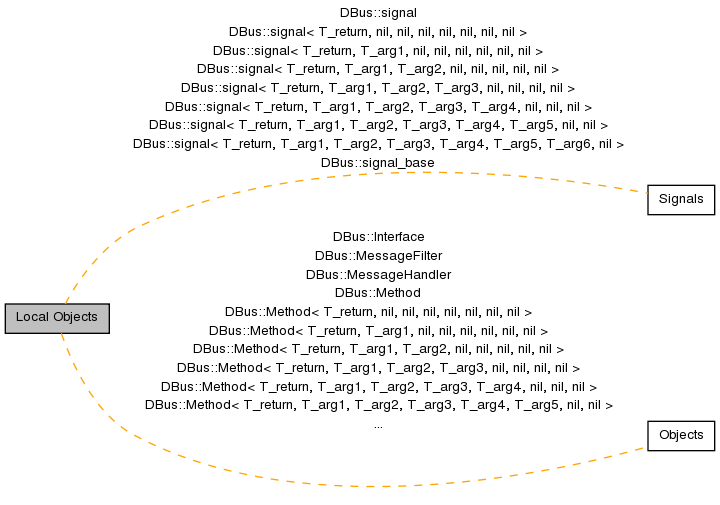 DBus::signal
DBus::signal< T_return, nil, nil, nil, nil, nil, nil, nil >
DBus::signal< T_return, T_arg1, nil, nil, nil, nil, nil, nil >
DBus::signal< T_return, T_arg1, T_arg2, nil, nil, nil, nil, nil >
DBus::signal< T_return, T_arg1, T_arg2, T_arg3, nil, nil, nil, nil >
DBus::signal< T_return, T_arg1, T_arg2, T_arg3, T_arg4, nil, nil, nil >
DBus::signal< T_return, T_arg1, T_arg2, T_arg3, T_arg4, T_arg5, nil, nil >
DBus::signal< T_return, T_arg1, T_arg2, T_arg3, T_arg4, T_arg5, T_arg6, nil >
DBus::signal_base
Signals
DBus::Interface
DBus::MessageFilter
DBus::MessageHandler
DBus::Method
Local Objects
DBus::Method< T_return, nil, nil, nil, nil, nil, nil, nil >
DBus::Method< T_return, T_arg1, nil, nil, nil, nil, nil, nil >
DBus::Method< T_return, T_arg1, T_arg2, nil, nil, nil, nil, nil >
DBus::Method< T_return, T_arg1, T_arg2, T_arg3, nil, nil, nil, nil >
DBus::Method< T_return, T_arg1, T_arg2, T_arg3, T_arg4, nil, nil, nil >
DBus::Method< T_return, T_arg1, T_arg2, T_arg3, T_arg4, T_arg5, nil, nil >
...
Objects